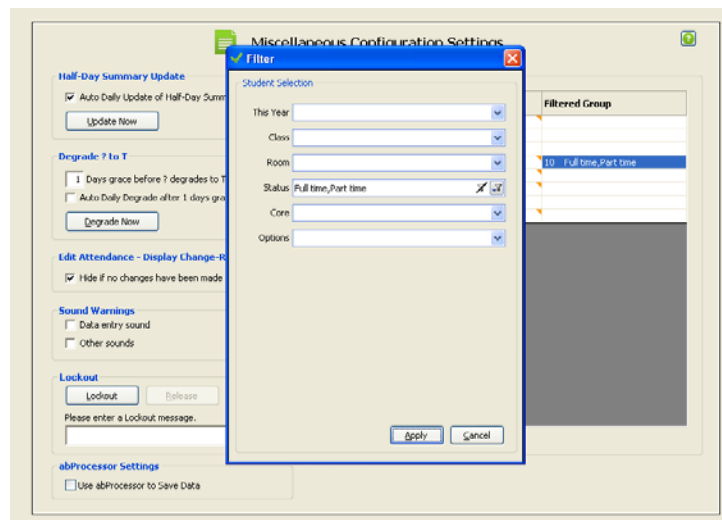 Miscellaneous Configuration Settings
Filter
Half-Day Summary Update
Auto Daily Update of Half-Day Summ
Update Now
Degrade ? to T
1 Days grace before ? degrades to T
Auto Daily Degrade after 1 days gra
Degrade Now
Edit Attendance - Display Change-R
Hide if no changes have been made
Sound Warnings
Data entry sound
Other sounds
Lockout
Lockout Release
Please enter a Lockout message.
abProcessor Settings
Use abProcessor to Save Data
Student Selection
This Year
Class
Room
Status Full time,Part time
Core
Options
Apply Cancel
Filtered Group
10 Full time,Part time